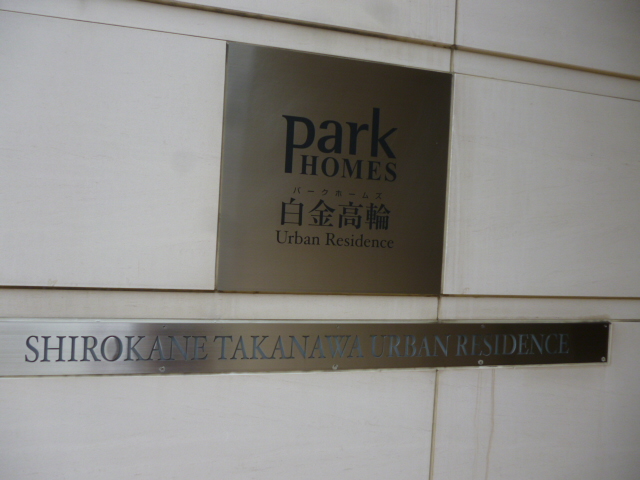 park
HOMES
パークホームズ
白金高輪
Urban Residence
SHIROKANE TAKANAWA URBAN RESIDENCE